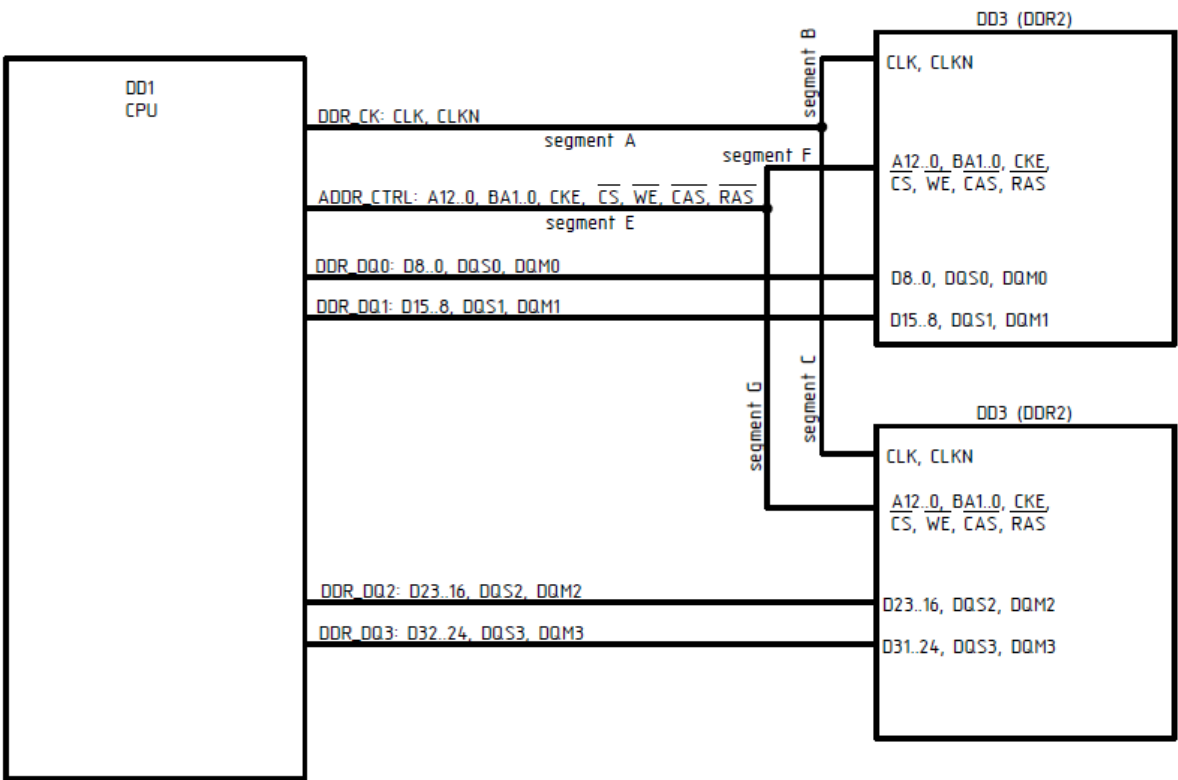 DD1
CPU
DDR_CK: CLK, CLKN
segment A
ADDR_CTRL: A12..0, BA1..0, CKE, CS, WE, CAS, RAS
segment E
DDR_DQ0: D8..0, DQS0, DQM0
DDR_DQ1: D15..8, DQS1, DQM1
DDR_DQ2: D23..16, DQS2, DQM2
DDR_DQ3: D32..24, DQS3, DQM3
segment B
segment F
segment C
segment G
DD3 (DDR2)
CLK, CLKN
A12..0, BA1..0, CKE,
CS, WE, CAS, RAS
D8..0, DQS0, DQM0
D15..8, DQS1, DQM1
DD3 (DDR2)
CLK, CLKN
A12..0, BA1..0, CKE,
CS, WE, CAS, RAS
D23..16, DQS2, DQM2
D31..24, DQS3, DQM3